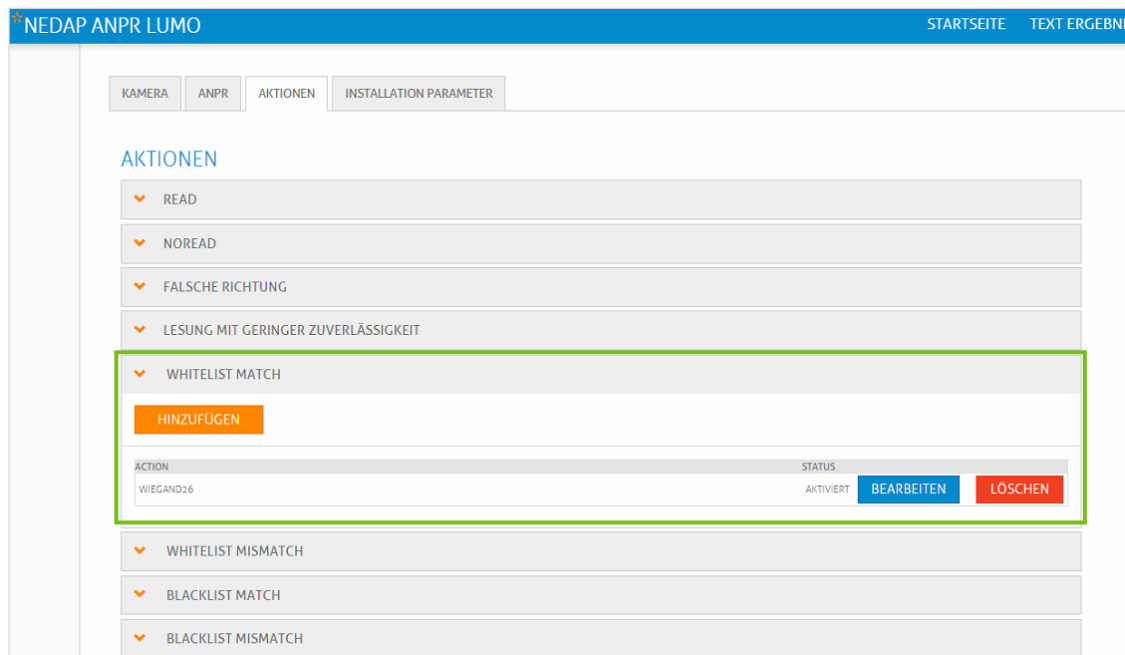 *NEDAP ANPR LUMO STARTSEITE TEXT ERGEBN
KAMERA ANPR AKTIONEN INSTALLATION PARAMETER
AKTIONEN
READ
NOREAD
FALSCHE RICHTUNG
LESUNG MIT GERINGER ZUVERLÄSSIGKEIT
WHITELIST MATCH
HINZUFÜGEN
ACTION STATUS
WIEGAND26 AKTIVIERT BEARBEITEN LÖSCHEN
WHITELIST MISMATCH
BLACKLIST MATCH
BLACKLIST MISMATCH